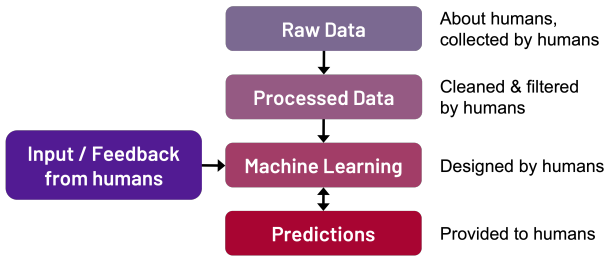 Raw Data
About humans,
collected by humans
Processed Data
Cleaned & filtered
by humans
Input / Feedback
from humans
Machine Learning
Designed by humans
Predictions
Provided to humans